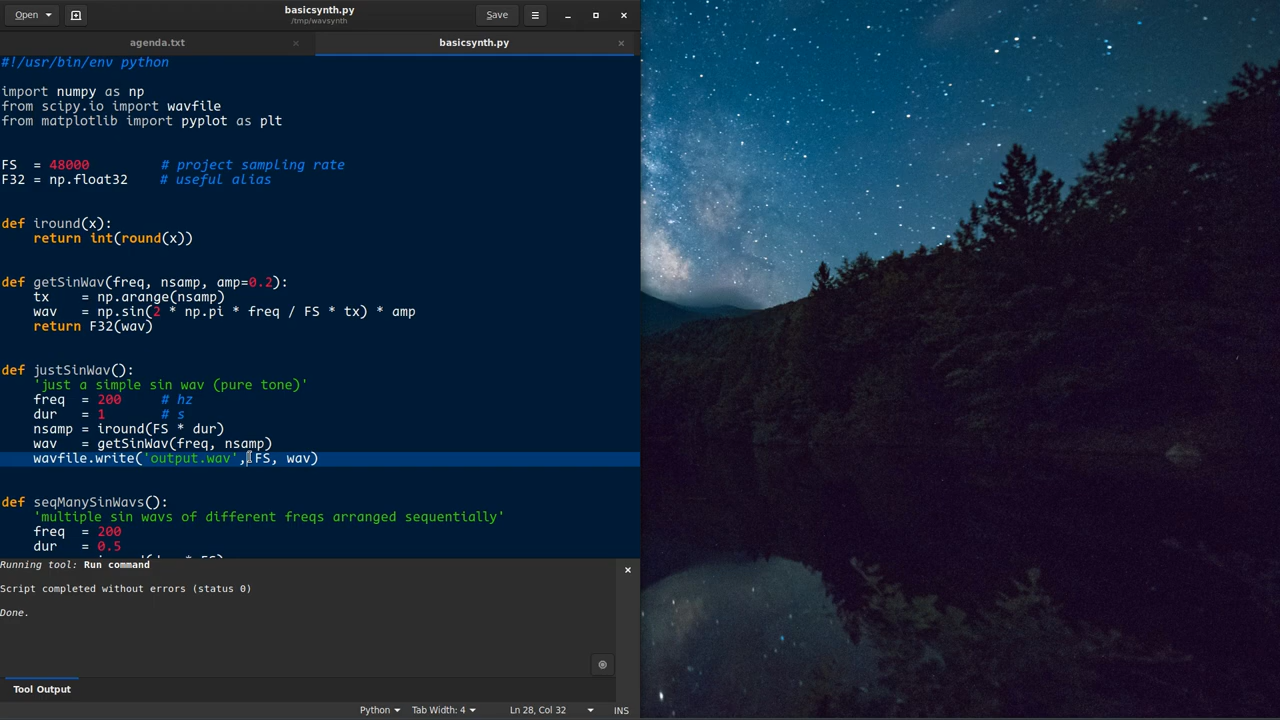 Open
basicsynth.py
/tmp/wavsynth
Save
agenda.txt
basicsynth.py
#!/usr/bin/env python
import numpy as np
from scipy.io import wavfile
from matplotlib import pyplot as plt
FS  = 48000         # project sampling rate
F32 = np.float32    # useful alias
def iround(x):
    return int(round(x))
def getSinWav(freq, nsamp, amp=0.2):
    tx    = np.arange(nsamp)
    wav   = np.sin(2 * np.pi * freq / FS * tx) * amp
    return F32(wav)
def justSinWav():
    'just a simple sin wav (pure tone)'
    freq  = 200     # hz
    dur   = 1       # s
    nsamp = iround(FS * dur)
    wav   = getSinWav(freq, nsamp)
    wavfile.write('output.wav', FS, wav)
def seqManySinWavs():
    'multiple sin wavs of different freqs arranged sequentially'
    freq  = 200
    dur   = 0.5
Running tool: Run command
Script completed without errors (status 0)
Done.
Tool Output
Python
Tab Width: 4
Ln 28, Col 32
INS